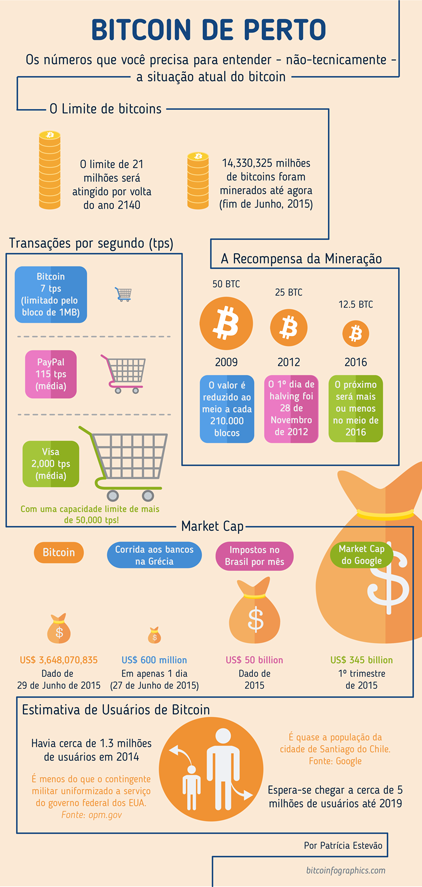 BITCOIN DE PERTO
Os números que você precisa para entender - não-tecnicamente -
a situação atual do bitcoin
O Limite de bitcoins
O limite de 21
milhões será
atingido por volta
do ano 2140
14,330,325 milhões
de bitcoins foram
minerados até agora
(fim de Junho, 2015)
Transações por segundo (tps)
Bitcoin
7 tps
(limitado pelo
bloco de 1MB)
PayPal
115 tps
(média)
Visa
2,000 tps
(média)
Com uma capacidade limite de mais
de 50,000 tps!
A Recompensa da Mineração
50 BTC
25 BTC
12.5 BTC
2009
2012
2016
O valor é
reduzido ao
meio a cada
210.000
blocos
O 1º dia de
halving foi
28 de
Novembro
de 2012
O próximo
será mais
ou menos
no meio de
2016
Market Cap
Bitcoin
Corrida aos bancos
na Grécia
Impostos no
Brasil por mês
Market Cap
do Google
US$ 3,648,070,835
Dado de
29 de Junho de 2015
US$ 600 million
Em apenas 1 dia
(27 de Junho de 2015)
US$ 50 billion
Dado de
2015
US$ 345 billion
1º trimestre
de 2015
Estimativa de Usuários de Bitcoin
Havia cerca de 1.3 milhões
de usuários em 2014
É menos do que o contingente
militar uniformizado a serviço
do governo federal dos EUA.
Fonte: opm.gov
É quase a população da
cidade de Santiago do Chile.
Fonte: Google
Espera-se chegar a cerca de 5
milhões de usuários até 2019
Por Patrícia Estevão
bitcoinfographics.com